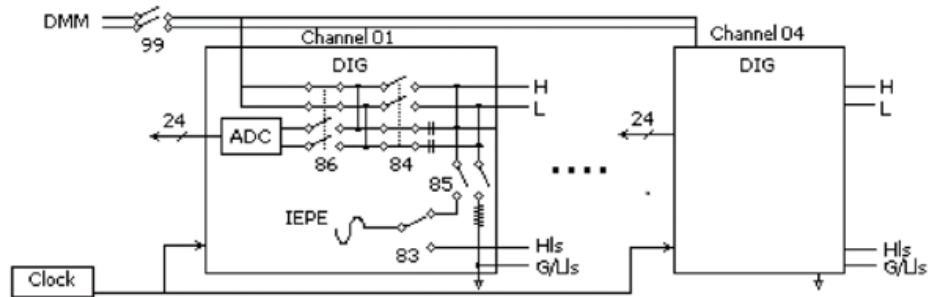 DMM
99
Channel 01
Channel 04
DIG
DIG
H
L
H
L
24
ADC
24
86
84
85
IEPE
83
Hls
G/Lls
Hls
G/Lls
Clock